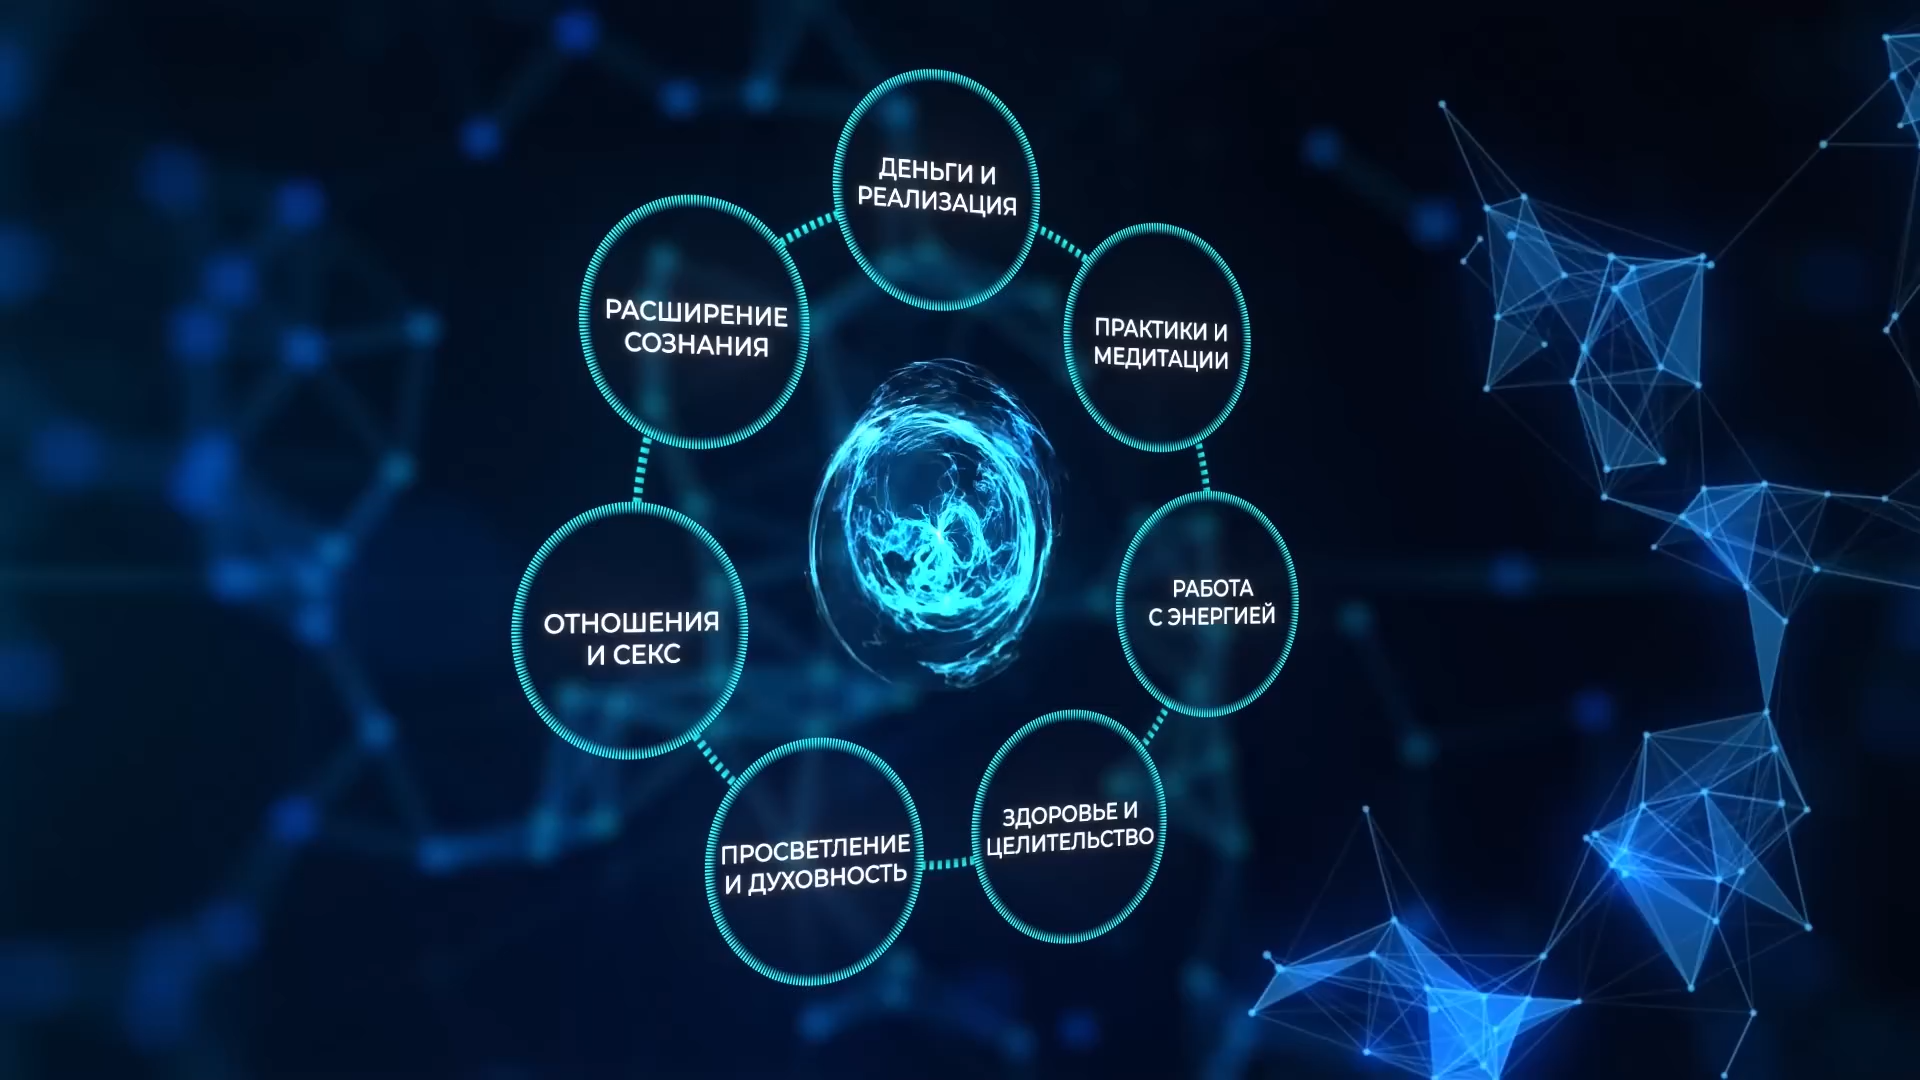 ДЕНЬГИ И
РЕАЛИЗАЦИЯ
РАСШИРЕНИЕ
СОЗНАНИЯ
ПРАКТИКИ И
МЕДИТАЦИИ
ОТНОШЕНИЯ
И СЕКС
РАБОТА
С ЭНЕРГИЕЙ
ПРОСВЕТЛЕНИЕ
И ДУХОВНОСТЬ
ЗДОРОВЬЕ И
ЦЕЛИТЕЛЬСТВО